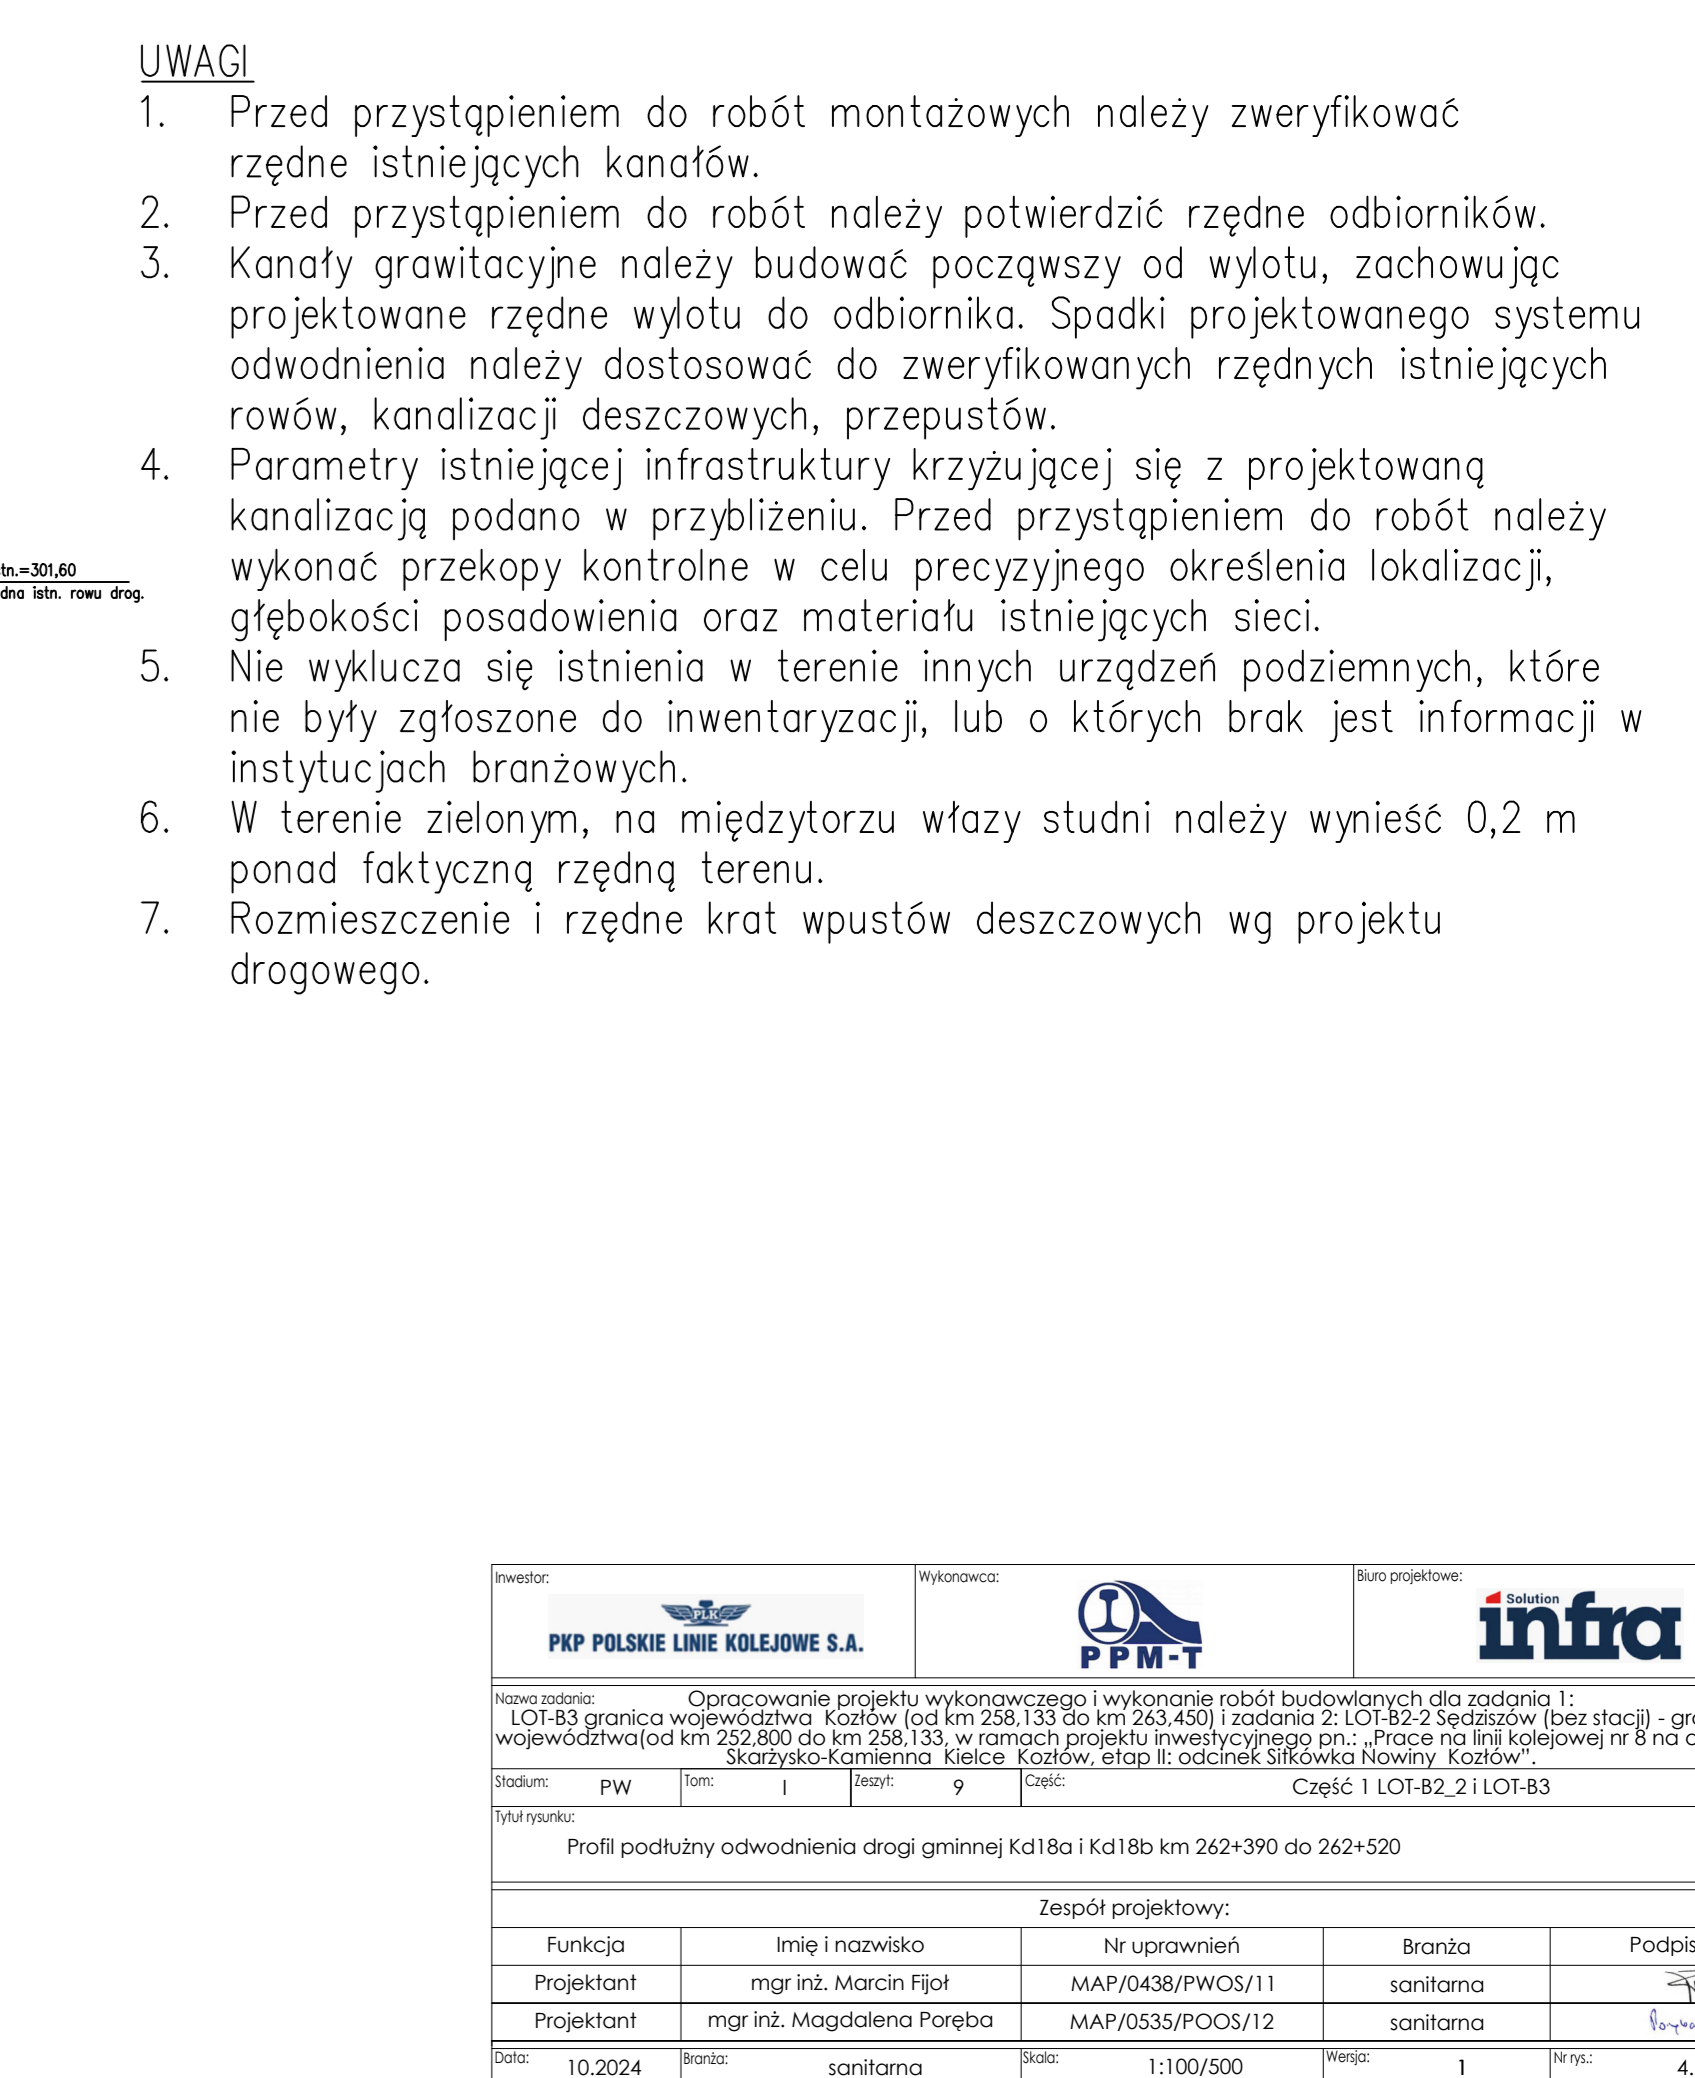 UWAGI
1. Przed przystąpieniem do robót montażowych należy zweryfikować
rzędne istniejących kanałów.
2. Przed przystąpieniem do robót należy potwierdzić rzędne odbiorników.
3. Kanały grawitacyjne należy budować począwszy od wylotu, zachowując
projektowane rzędne wylotu do odbiornika. Spadki projektowanego systemu
odwodnienia należy dostosować do zweryfikowanych rzędnych istniejących
rowów, kanalizacji deszczowych, przepustów.
4. Parametry istniejącej infrastruktury krzyżującej się z projektowaną
kanalizacją podano w przybliżeniu. Przed przystąpieniem do robót należy
wykonać przekopy kontrolne w celu precyzyjnego określenia lokalizacji,
głębokości posadowienia oraz materiału istniejących sieci.
5. Nie wyklucza się istnienia w terenie innych urządzeń podziemnych, które
nie były zgłoszone do inwentaryzacji, lub o których brak jest informacji w
instytucjach branżowych.
6. W terenie zielonym, na międzytorzu włazy studni należy wynieść 0,2 m
ponad faktyczną rzędną terenu.
7. Rozmieszczenie i rzędne krat wpustów deszczowych wg projektu
drogowego.
tn.=301,60
dna istn. rowu drog.
Inwestor: Wykonawca: Biuro projektowe:
PLK
PKP POLSKIE LINIE KOLEJOWE S.A.
PPM-T
Solution
infra
Nazwa zadania: Opracowanie projektu wykonawczego i wykonanie robót budowlanych dla zadania 1:
LOT-B3 granica województwa Kozłów (od km 258,133 do km 263,450) i zadania 2: LOT-B2-2 Sędziszów (bez stacji) -
województwa(od km 252,800 do km 258,133, w ramach projektu inwestycyjnego pn.: „Prace na linii kolejowej nr 8 na
Skarżysko-Kamienna Kielce Kozłów, etap II: odcinek Sitkówka Nowiny Kozłów”.
Stadium: PW Tom: I Zeszyt: 9 Część: Część 1 LOT-B2_2 i LOT-B3
Tytuł rysunku:
Profil podłużny odwodnienia drogi gminnej Kd18a i Kd18b km 262+390 do 262+520
Zespół projektowy:
Funkcja Imię i nazwisko Nr uprawnień Branża Podpis
Projektant mgr inż. Marcin Fijoł MAP/0438/PWOS/11 sanitarna
Projektant mgr inż. Magdalena Poręba MAP/0535/POOS/12 sanitarna
Data: 10.2024 Branża: sanitarna Skala: 1:100/500 Wersja: 1 Nr rys.: 4.